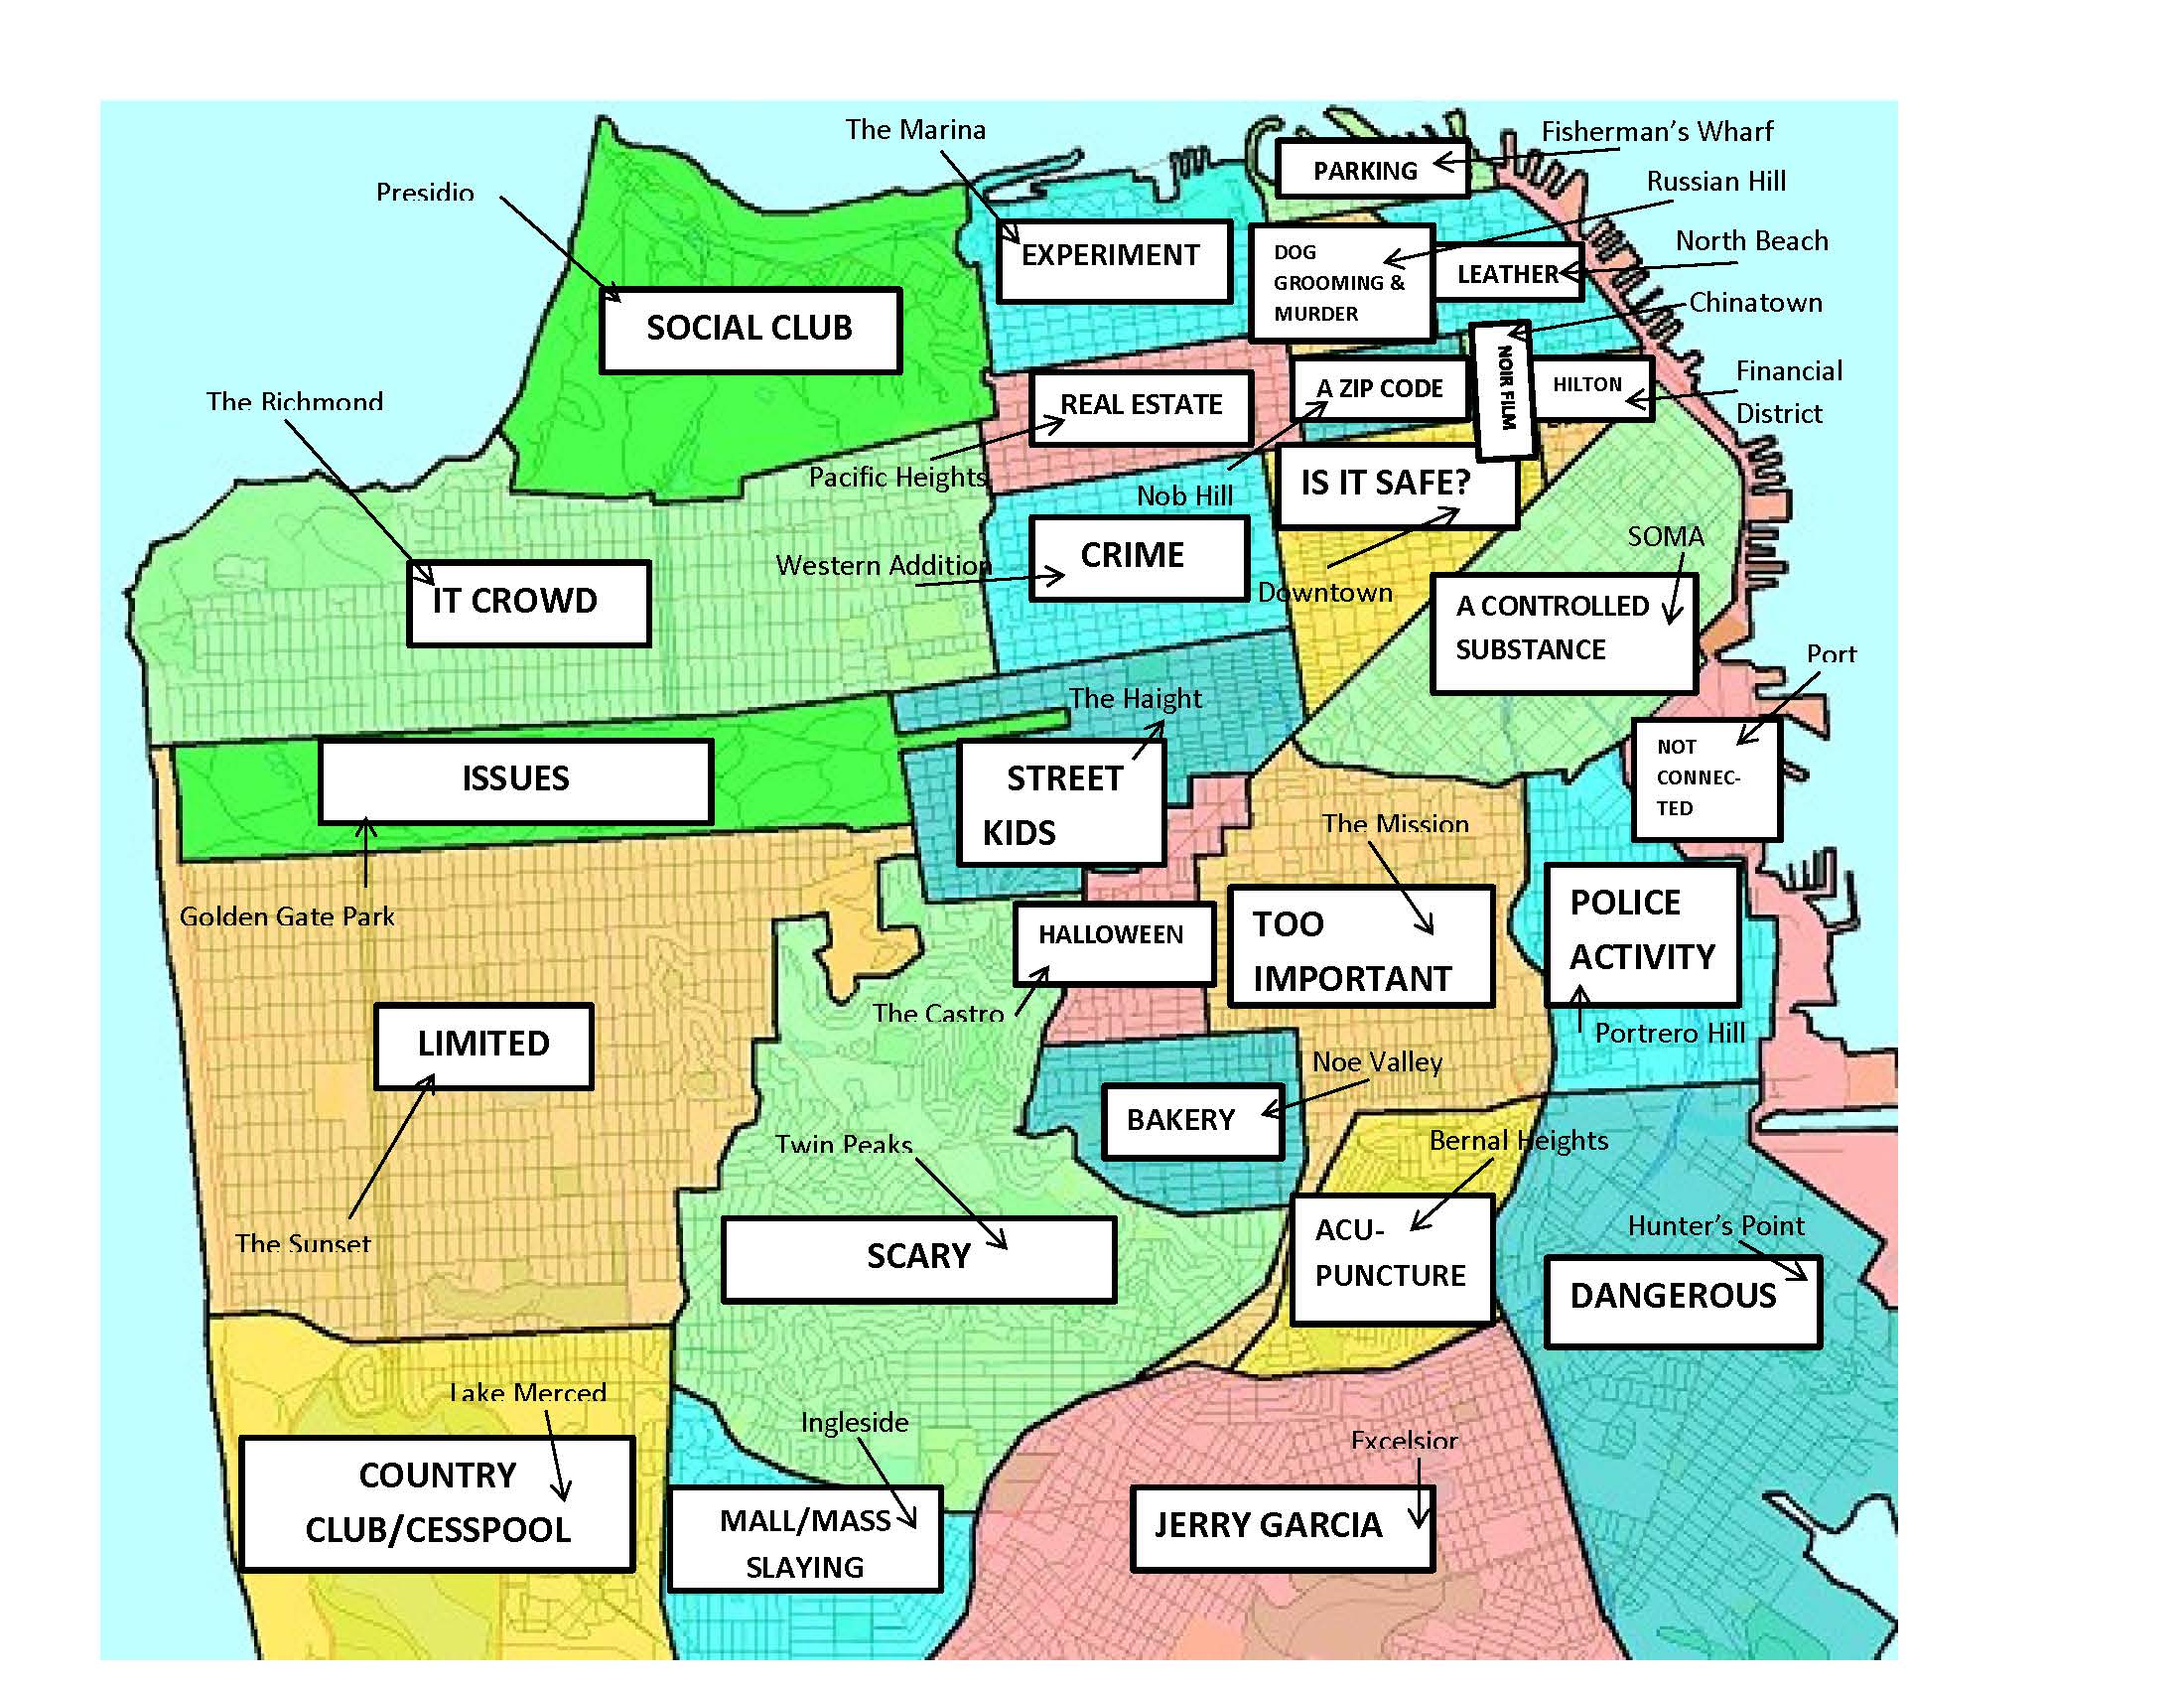 The Marina
Fisherman's Wharf
PARKING
Russian Hill
Presidio
EXPERIMENT
DOG
GROOMING &
MURDER
North Beach
LEATHER
Chinatown
SOCIAL CLUB
NOIR FILM
Financial
District
HILTON
A ZIP CODE
The Richmond
REAL ESTATE
Pacific Heights
Nob Hill
IS IT SAFE?
SOMA
Western Addition
CRIME
Downtown
IT CROWD
A CONTROLLED
SUBSTANCE
Port
The Haight
NOT
CONNEC-
TED
ISSUES
STREET
KIDS
The Mission
Golden Gate Park
HALLOWEEN
TOO
IMPORTANT
POLICE
ACTIVITY
The Castro
Portrero Hill
LIMITED
Noe Valley
BAKERY
Twin Peaks
Bernal Heights
The Sunset
SCARY
ACU-
PUNCTURE
Hunter's Point
DANGEROUS
Lake Merced
Ingleside
Excelsior
COUNTRY
CLUB/CESSPOOL
MALL/MASS
SLAYING
JERRY GARCIA